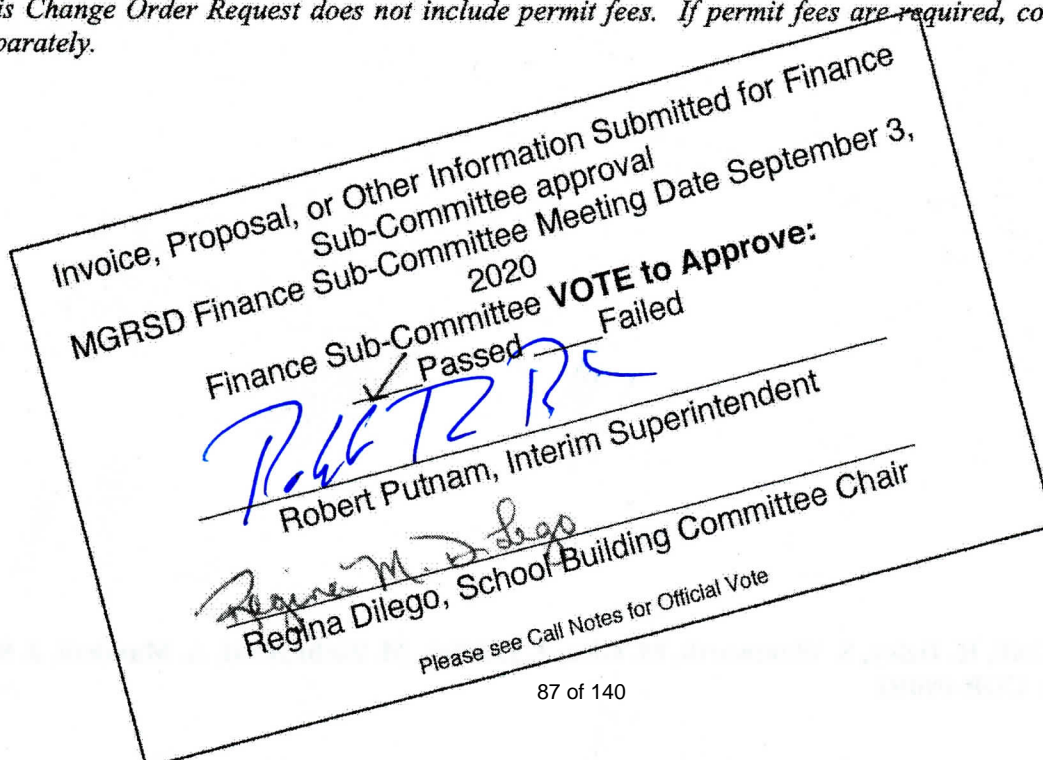 is Change Order Request does not include permit fees. If permit fees are required, co
parately.
Invoice, Proposal, or Other Information Submitted for Finance
Sub-Committee approval
MGRSD Finance Sub-Committee Meeting Date September 3,
2020
Finance Sub-Committee VOTE to Approve:
✓ Passed ____Failed
Robert Putnam, Interim Superintendent
Regina M. DiLego
Regina Dilego, School Building Committee Chair
Please see Call Notes for Official Vote
87 of 140